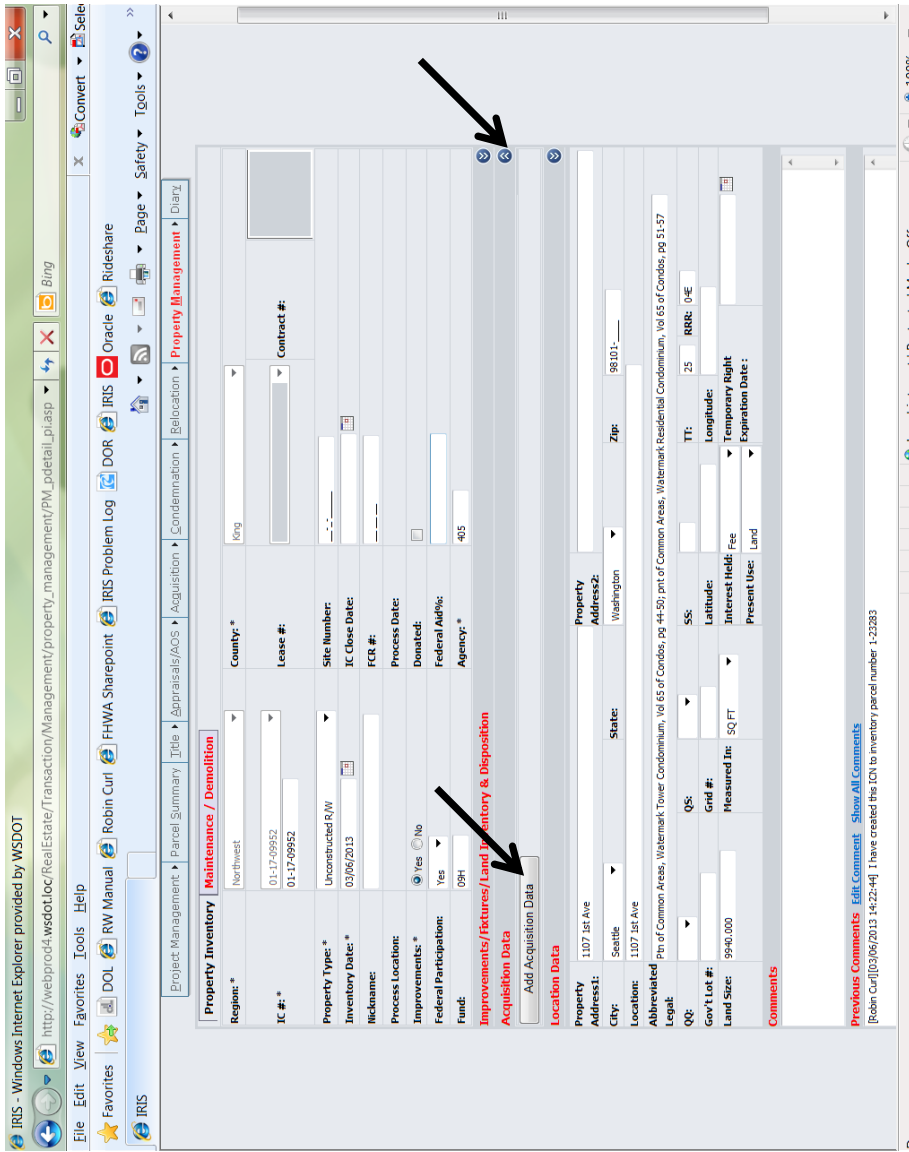 IRIS - Windows Internet Explorer provided by WSDOT
http://webprod4.wsdot.loc/RealEstate/Transaction/Management/property_management/PM_pdetail_pi.asp
Bing
File Edit View Favorites Tools Help
x Convert Selec
Favorites DOL RW Manual Robin Curl FHWA Sharepoint IRIS Problem Log DOR IRIS Oracle Rideshare
IRIS
Page Safety Tools
Project Management Parcel Summary Title Appraisals/AOS Acquisition Condemnation Relocation Property Management Diary
Property Inventory Maintenance / Demolition
Region: * Northwest County: * King
IC #: * 01-17-09952 Lease #: Contract #:
01-17-09952
Property Type: * Unconstructed R/W Site Number: _-_-____
Inventory Date: * 03/06/2013 IC Close Date:
Nickname: FCR #:
Process Location: Process Date:
Improvements: * Yes No Donated:
Federal Participation: Yes Federal Aid%:
Fund: 09H Agency: * 405
Improvements/Fixtures/Land Inventory & Disposition
Acquisition Data
Add Acquisition Data
Location Data
Property Address1: 1107 1st Ave Property Address2:
City: Seattle State: Washington Zip: 98101-____
Location: 1107 1st Ave
Abbreviated Legal: Ptn of Common Areas, Watermark Tower Condominium, Vol 65 of Condos, pg 44-50; pnt of Common Areas, Watermark Residential Condominium, Vol 65 of Condos, pg 51-57
QQ: QS: SS: TT: 25 RRR: 04E
Gov't Lot #: Grid #: Latitude: Longitude:
Land Size: 9940.000 Measured In: SQ FT Interest Held: Fee Temporary Right Expiration Date :
Present Use: Land
Comments
Previous Comments Edit Comment Show All Comments
[Robin Curl][03/06/2013 14:22:44] I have created this ICN to inventory parcel number 1-23283